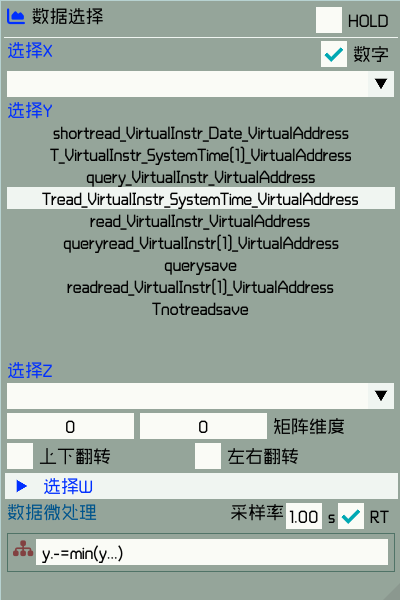 数据选择
HOLD
选择X
数字
选择Y
shortread_VirtualInstr_Date_VirtualAddress
T_VirtualInstr_SystemTime[1]_VirtualAddress
query_VirtualInstr_VirtualAddress
Tread_VirtualInstr_SystemTime_VirtualAddress
read_VirtualInstr_VirtualAddress
queryread_VirtualInstr[1]_VirtualAddress
querysave
readread_VirtualInstr[1]_VirtualAddress
Tnotreadsave
选择Z
0 0 矩阵维度
上下翻转 左右翻转
选择W
数据微处理 采样率 1.00 s RT
y.-=min(y...)